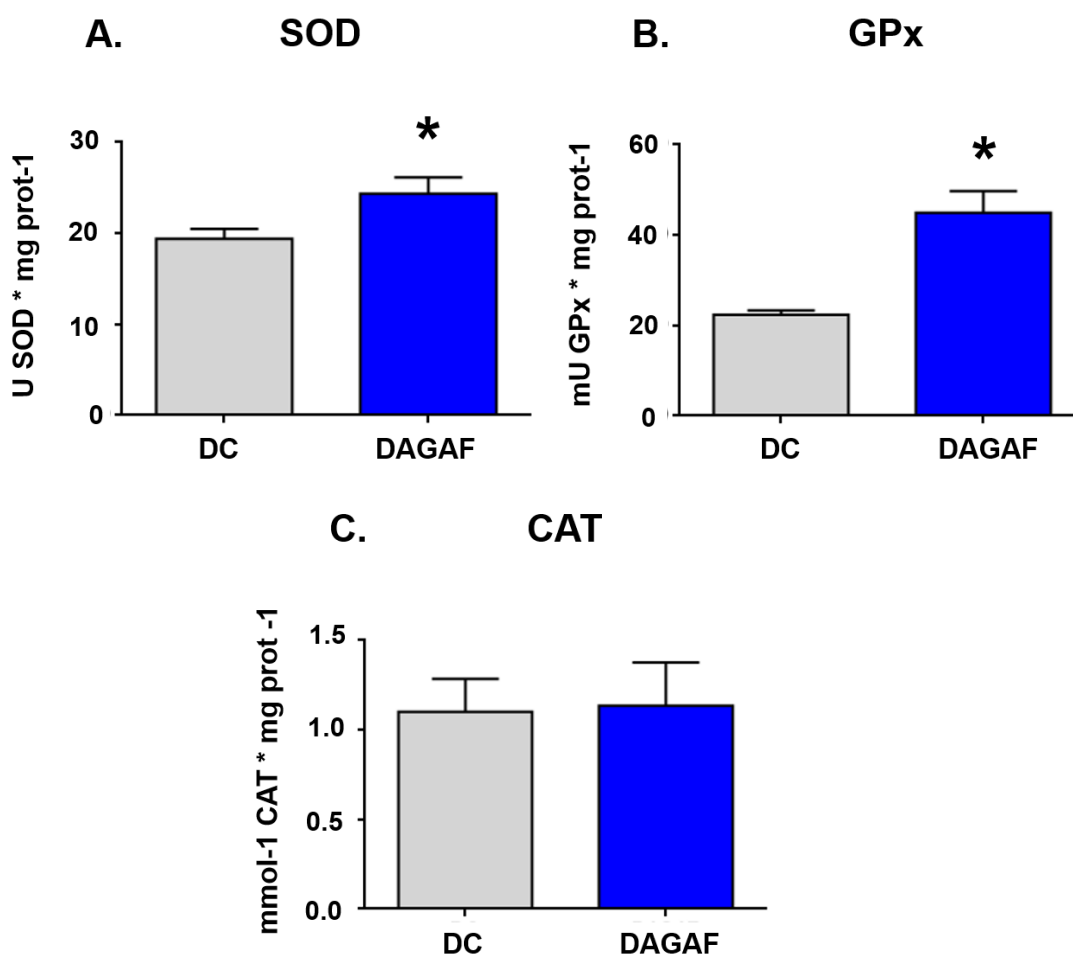 A. SOD
U SOD * mg prot-1
30
20
10
0
*
DC DAGAF
B. GPx
mU GPx * mg prot-1
60
40
20
0
*
DC DAGAF
C. CAT
mmol-1 CAT * mg prot -1
1.5
1.0
0.5
0.0
DC DAGAF